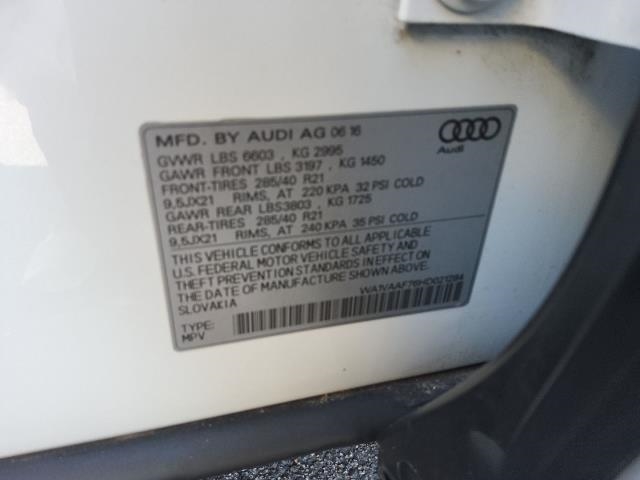 MFD. BY AUDI AG 06 16
GVWR LBS 6603 , KG 2995
GAWR FRONT LBS 3197 , KG 1450
FRONT-TIRES 285/40 R21
9,5JX21 RIMS, AT 220 KPA 32 PSI COLD
GAWR REAR LBS3803 , KG 1725
REAR-TIRES 285/40 R21
9,5JX21 RIMS, AT 240 KPA 35 PSI COLD
THIS VEHICLE CONFORMS TO ALL APPLICABLE
U.S. FEDERAL MOTOR VEHICLE SAFETY AND
THEFT PREVENTION STANDARDS IN EFFECT ON
THE DATE OF MANUFACTURE SHOWN ABOVE.
SLOVAKIA
WA1VAAF76HD021284
TYPE:
MPV
Audi